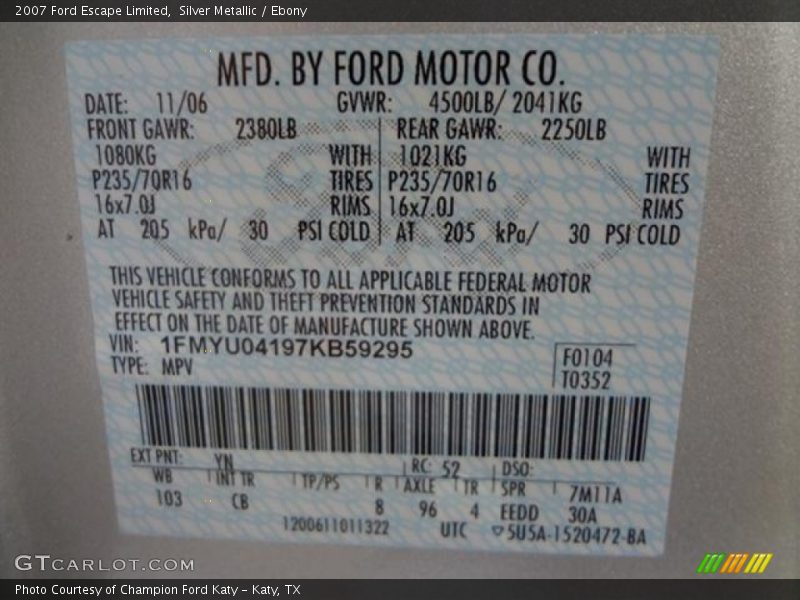 2007 Ford Escape Limited, Silver Metallic / Ebony
MFD. BY FORD MOTOR CO.
DATE: 11/06 GVWR: 4500LB/ 2041KG
FRONT GAWR: 2380LB REAR GAWR: 2250LB
1080KG WITH 1021KG WITH
P235/70R16 TIRES P235/70R16 TIRES
16x7.0J RIMS 16x7.0J RIMS
AT 205 kPa/ 30 PSI COLD AT 205 kPa/ 30 PSI COLD
THIS VEHICLE CONFORMS TO ALL APPLICABLE FEDERAL MOTOR
VEHICLE SAFETY AND THEFT PREVENTION STANDARDS IN
EFFECT ON THE DATE OF MANUFACTURE SHOWN ABOVE.
VIN: 1FMYU04197KB59295
F0104
TYPE: MPV
T0352
EXT PNT: YN RC: 52 DSO:
WB INT TR TP/PS R AXLE TR SPR 7M11A
103 CB 8 96 4 EEDD 30A
1200611011322 UTC ▽5U5A-1520472-BA
GTCARLOT.COM
Photo Courtesy of Champion Ford Katy – Katy, TX